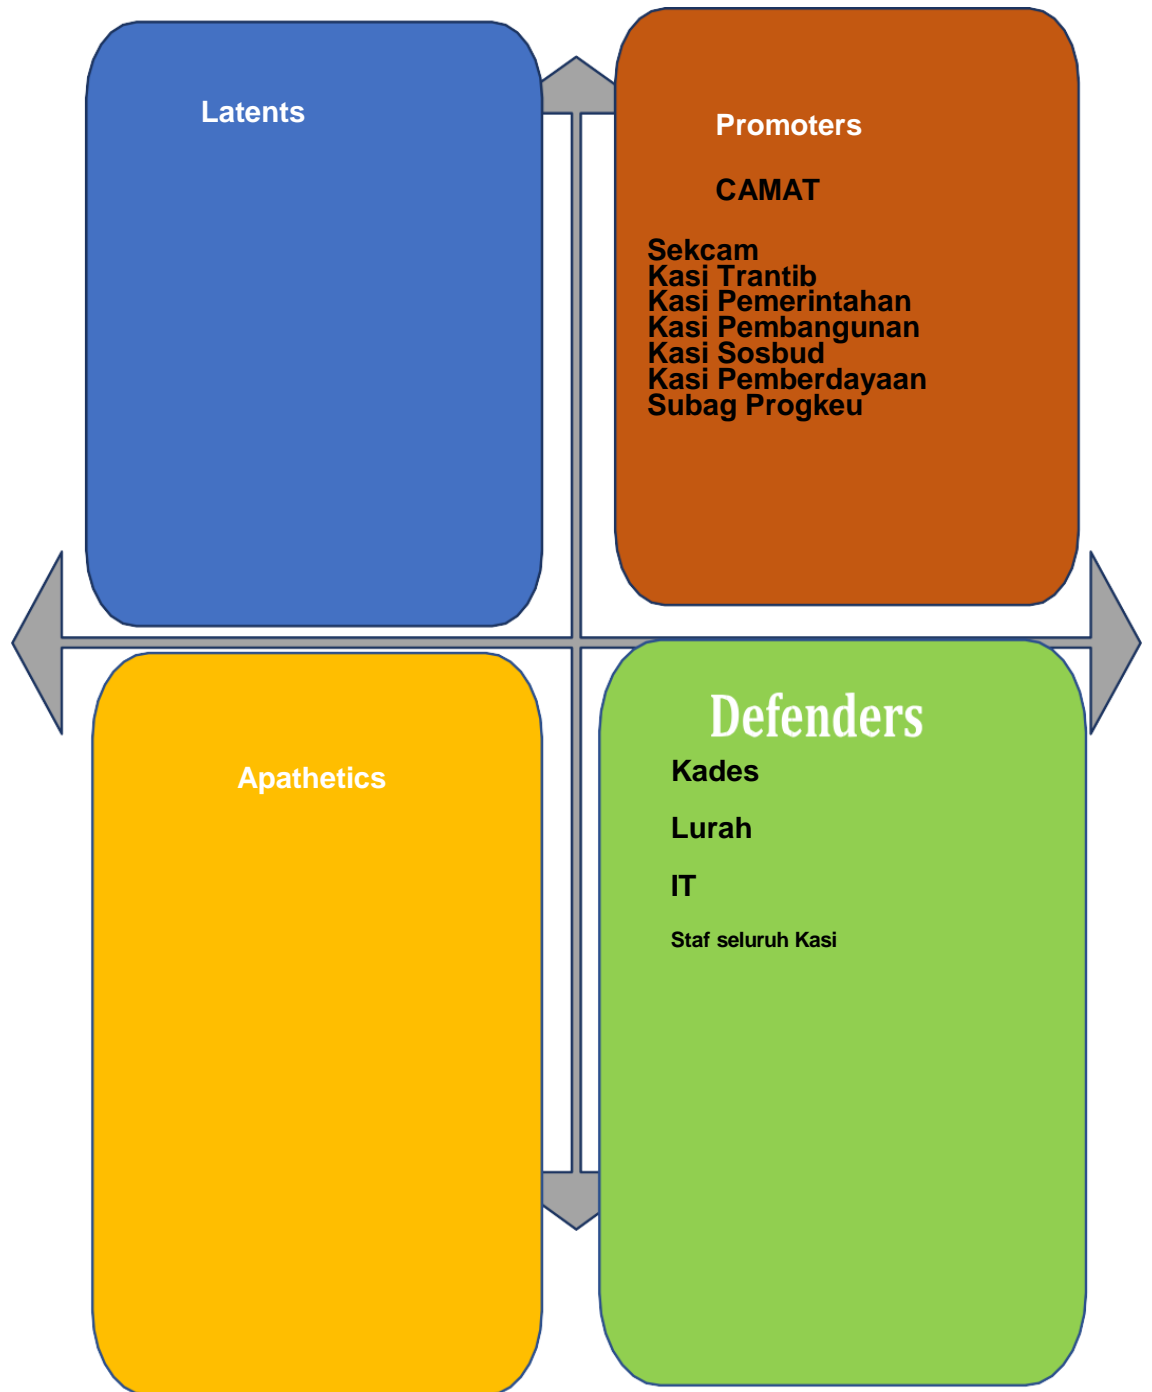 Latents
Promoters
CAMAT
Sekcam
Kasi Trantib
Kasi Pemerintahan
Kasi Pembangunan
Kasi Sosbud
Kasi Pemberdayaan
Subag Progkeu
Apathetics
Defenders
Kades
Lurah
IT
Staf seluruh Kasi